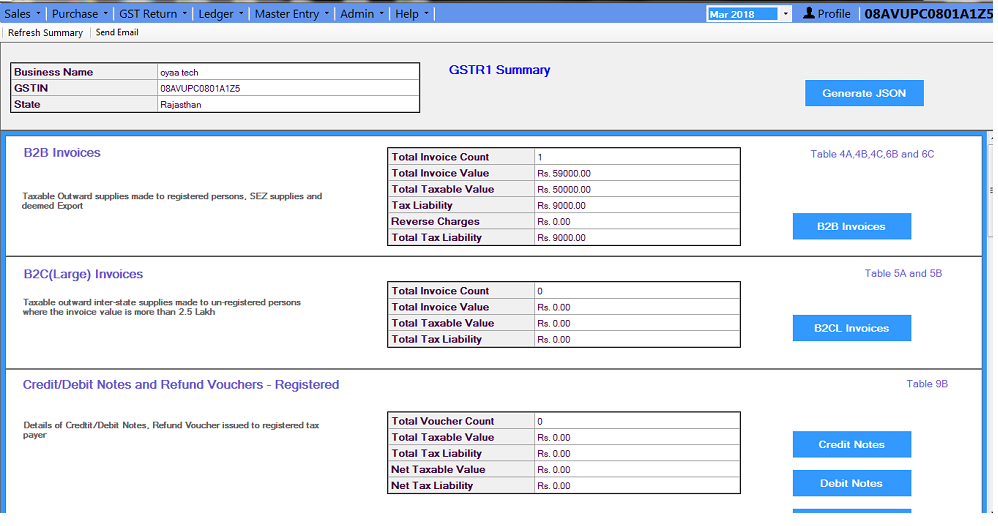 Sales Purchase GST Return Ledger Master Entry Admin Help Mar 2018 Profile 08AVUPC0801A1Z5
Refresh Summary Send Email
Business Name oyaa tech
GSTIN 08AVUPC0801A1Z5
State Rajasthan
GSTR1 Summary
Generate JSON
B2B Invoices
Taxable Outward supplies made to registered persons, SEZ supplies and
deemed Export
Total Invoice Count 1
Total Invoice Value Rs. 59000.00
Total Taxable Value Rs. 50000.00
Tax Liability Rs. 9000.00
Reverse Charges Rs. 0.00
Total Tax Liability Rs. 9000.00
Table 4A,4B,4C,6B and 6C
B2B Invoices
B2C(Large) Invoices
Taxable outward inter-state supplies made to un-registered persons
where the invoice value is more than 2.5 Lakh
Total Invoice Count 0
Total Invoice Value Rs. 0.00
Total Taxable Value Rs. 0.00
Total Tax Liability Rs. 0.00
Table 5A and 5B
B2CL Invoices
Credit/Debit Notes and Refund Vouchers - Registered
Details of Credtit/Debit Notes, Refund Voucher issued to registered tax
payer
Total Voucher Count 0
Total Taxable Value Rs. 0.00
Total Tax Liability Rs. 0.00
Net Taxable Value Rs. 0.00
Net Tax Liability Rs. 0.00
Table 9B
Credit Notes
Debit Notes